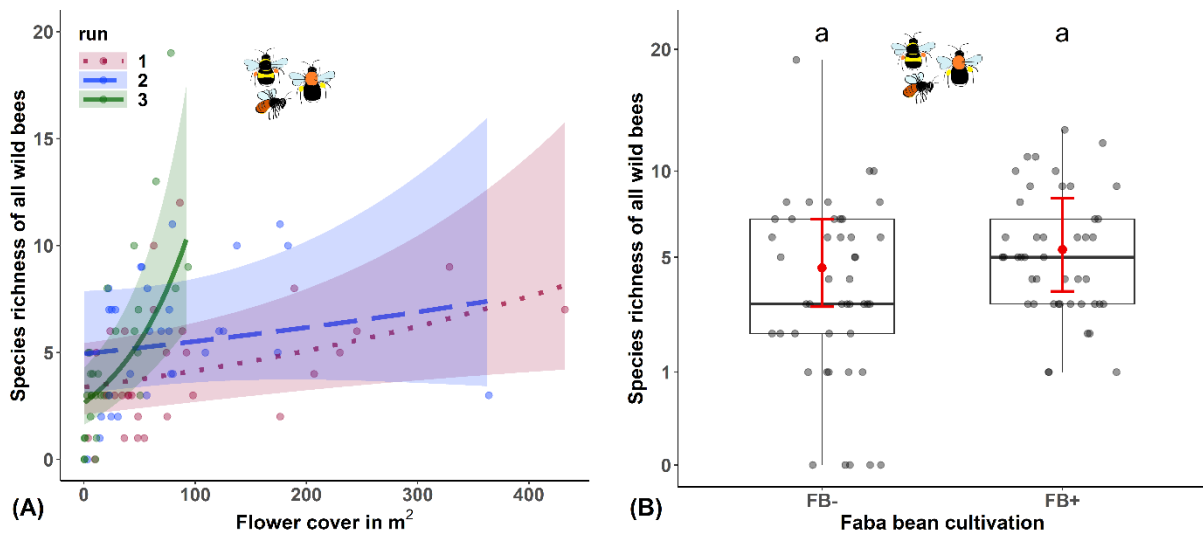 run
1
2
3
Species richness of all wild bees
20
15
10
5
0
0
100
200
300
400
Flower cover in m²
(A)
a
a
Species richness of all wild bees
20
10
5
1
0
FB-
FB+
Faba bean cultivation
(B)